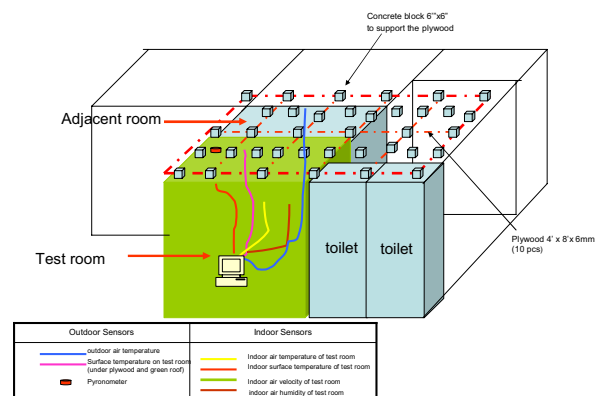 Concrete block 6"'x6"
to support the plywood
Adjacent room
Test room
toilet
toilet
Plywood 4' x 8'x 6mm
(10 pcs)
Outdoor Sensors
outdoor air temperature
Surface temperature on test room
(under plywood and green roof)
Pyronometer
Indoor Sensors
Indoor air temperature of test room
Indoor surface temperature of test room
Indoor air velocity of test room
indoor air humidity of test room